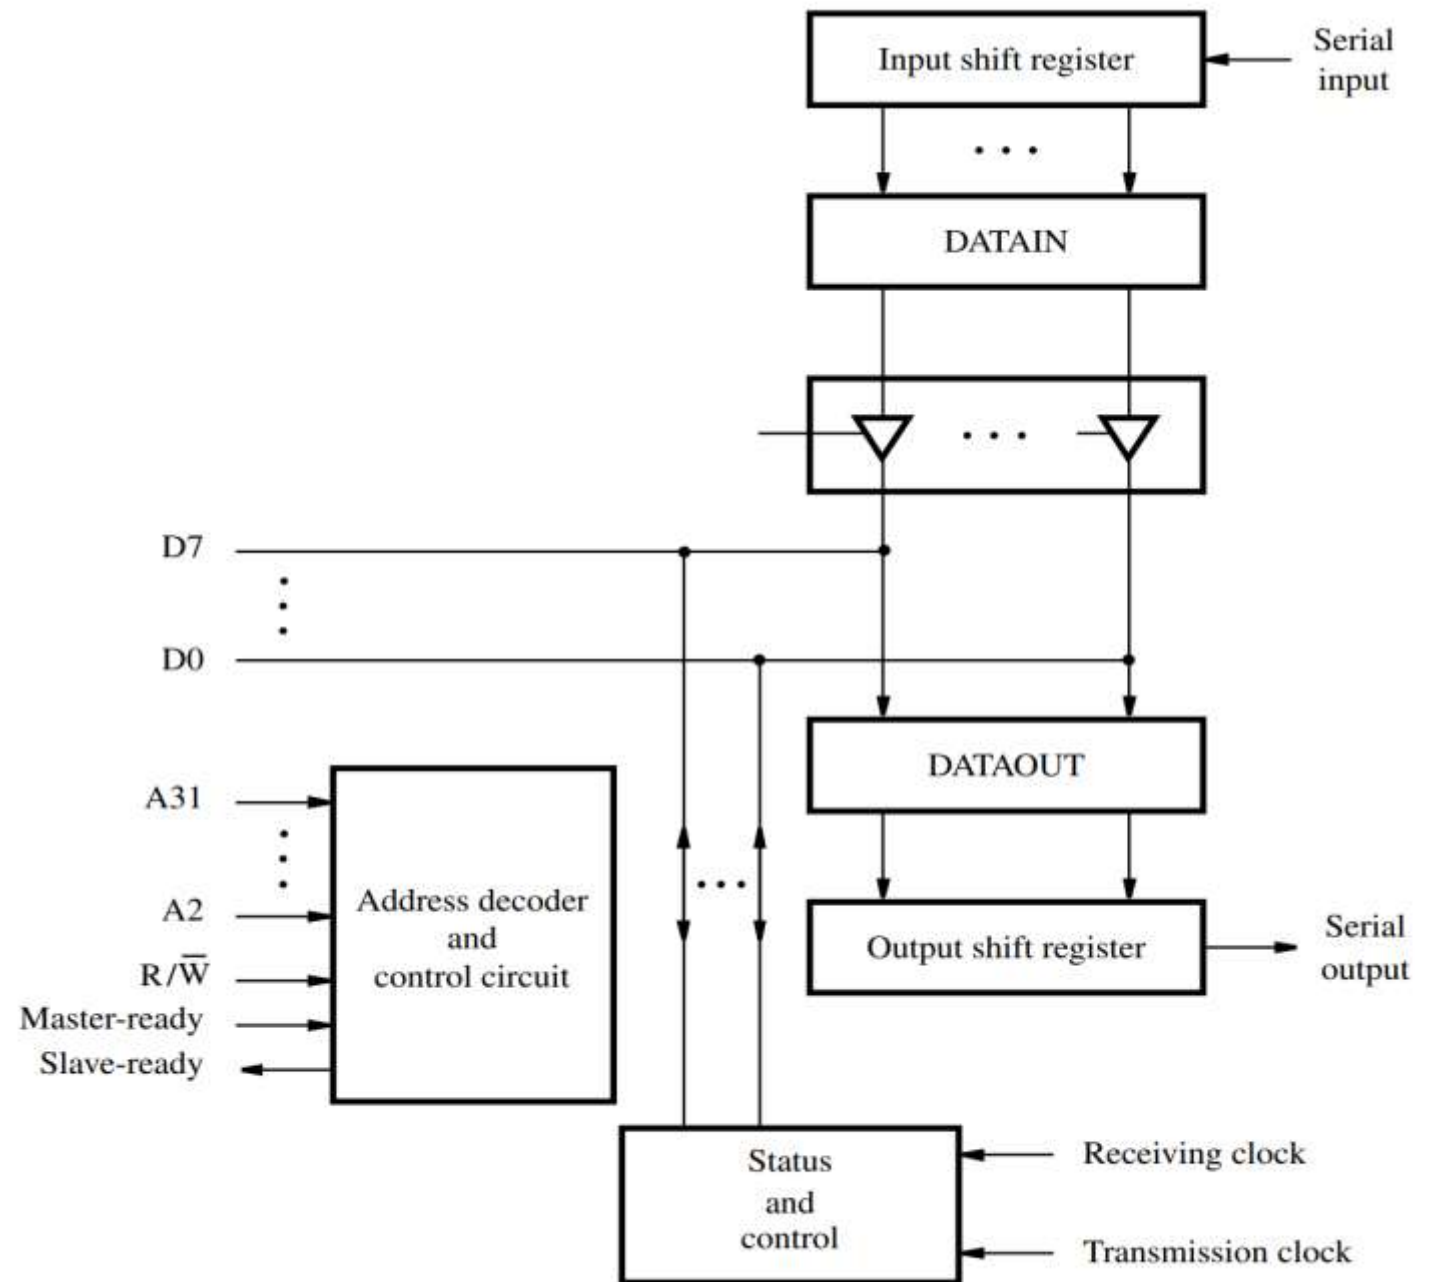 Input shift register
Serial
input
DATAIN
D7
D0
DATAOUT
A31
A2
R/W̅
Master-ready
Slave-ready
Address decoder
and
control circuit
Output shift register
Serial
output
Status
and
control
Receiving clock
Transmission clock